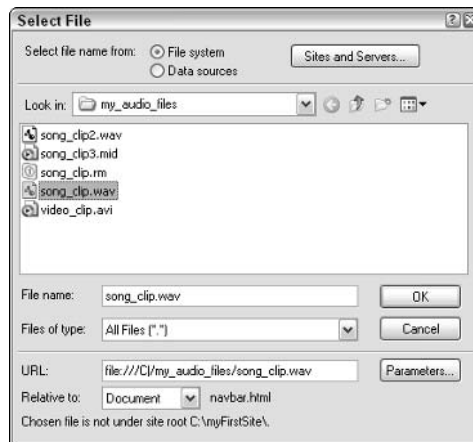 Select File
Select file name from: File system Sites and Servers...
Data sources
Look in: my_audio_files
song_clip2.wav
song_clip3.mid
song_clip.rm
song_clip.wav
video_clip.avi
File name: song_clip.wav OK
Files of type: All Files (*.*) Cancel
URL: file:///C|/my_audio_files/song_clip.wav Parameters...
Relative to: Document navbar.html
Chosen file is not under site root C:\myFirstSite\.